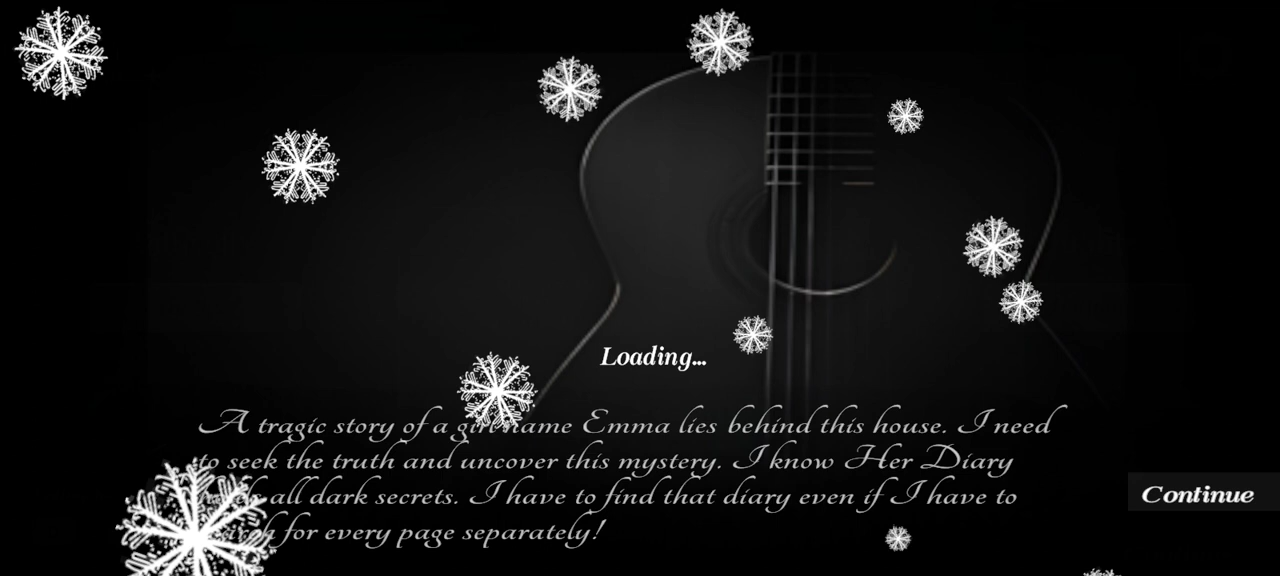 Loading...
A tragic story of a girl name Emma lies behind this house. I need
to seek the truth and uncover this mystery. I know Her Diary
all dark secrets. I have to find that diary even if I have to
for every page separately!
Continue